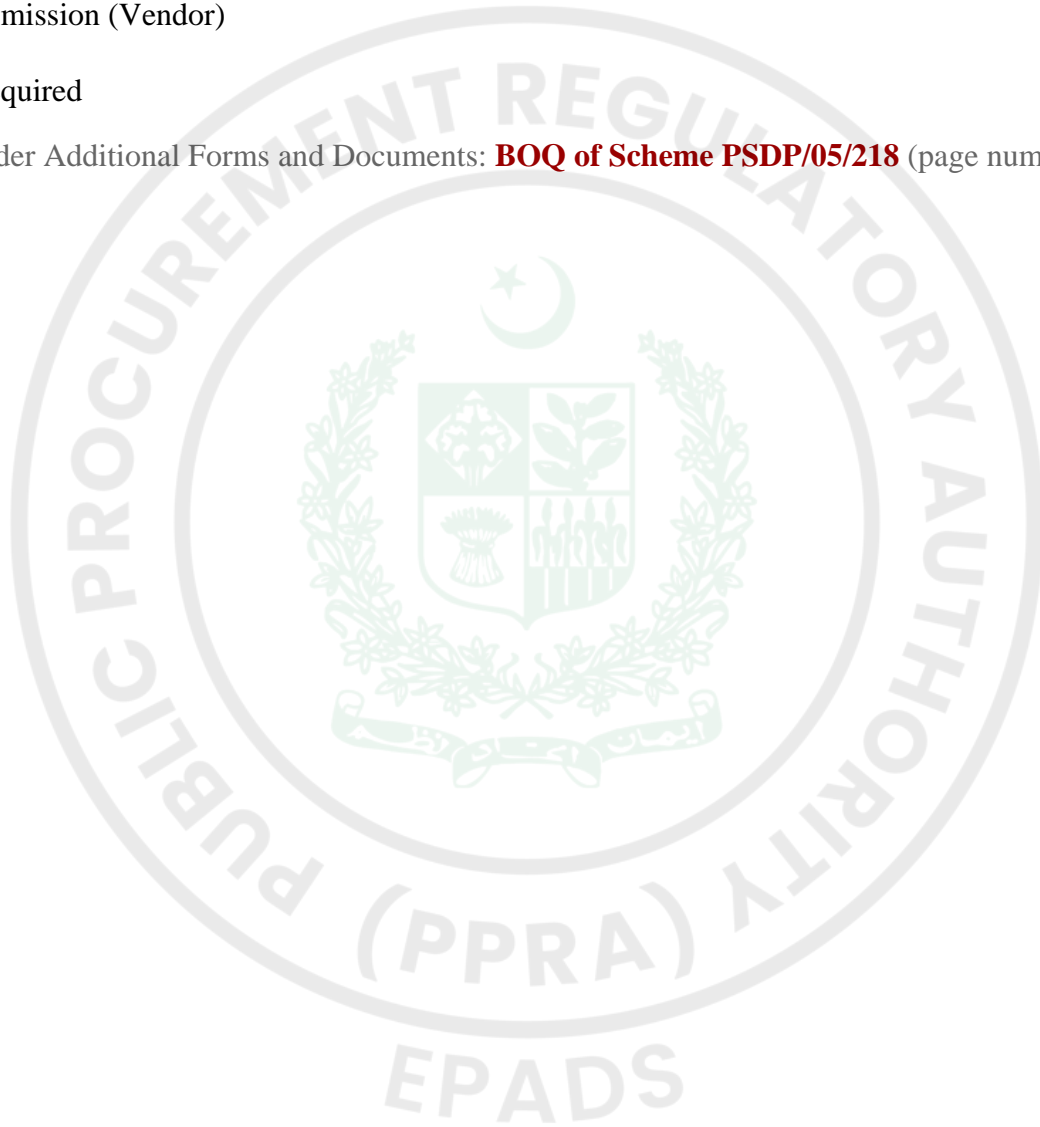 mission (Vendor)
quired
der Additional Forms and Documents: BOQ of Scheme PSDP/05/218 (page num
PUBLIC PROCUREMENT REGULATORY AUTHORITY
(PPRA)
EPADS